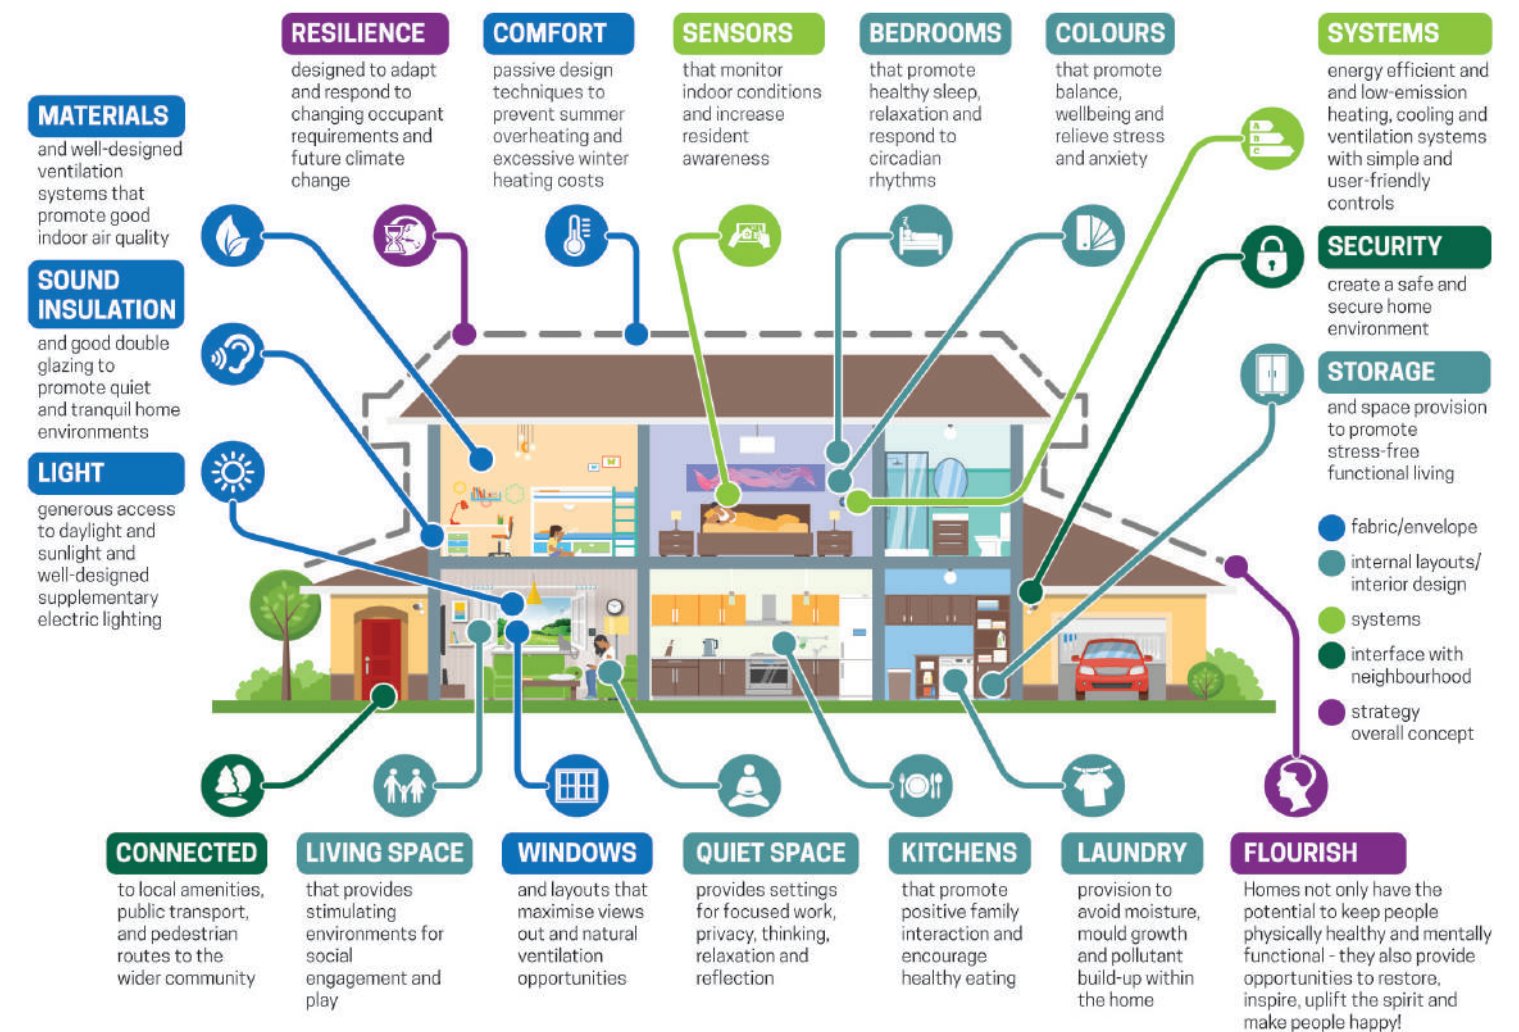 RESILIENCE
designed to adapt
and respond to
changing occupant
requirements and
future climate
change
COMFORT
passive design
techniques to
prevent summer
overheating and
excessive winter
heating costs
SENSORS
that monitor
indoor conditions
and increase
resident
awareness
BEDROOMS
that promote
healthy sleep,
relaxation and
respond to
circadian
rhythms
COLOURS
that promote
balance,
wellbeing and
relieve stress
and anxiety
SYSTEMS
energy efficient and
and low-emission
heating, cooling and
ventilation systems
with simple and
user-friendly
controls
A
B
C
MATERIALS
and well-designed
ventilation
systems that
promote good
indoor air quality
SOUND
INSULATION
and good double
glazing to
promote quiet
and tranquil home
environments
LIGHT
generous access
to daylight and
sunlight and
well-designed
supplementary
electric lighting
SECURITY
create a safe and
secure home
environment
STORAGE
and space provision
to promote
stress-free
functional living
fabric/envelope
internal layouts/
interior design
systems
interface with
neighbourhood
strategy
overall concept
CONNECTED
to local amenities,
public transport,
and pedestrian
routes to the
wider community
LIVING SPACE
that provides
stimulating
environments for
social
engagement and
play
WINDOWS
and layouts that
maximise views
out and natural
ventilation
opportunities
QUIET SPACE
provides settings
for focused work,
privacy, thinking,
relaxation and
reflection
KITCHENS
that promote
positive family
interaction and
encourage
healthy eating
LAUNDRY
provision to
avoid moisture,
mould growth
and pollutant
build-up within
the home
FLOURISH
Homes not only have the
potential to keep people
physically healthy and mentally
functional - they also provide
opportunities to restore,
inspire, uplift the spirit and
make people happy!